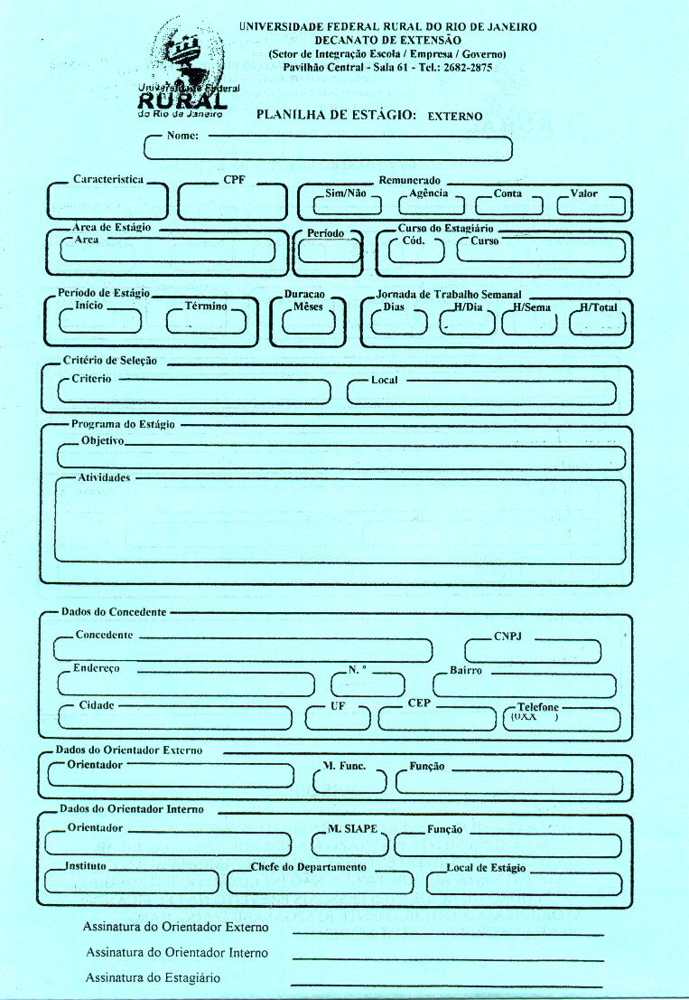 UNIVERSIDADE FEDERAL RURAL DO RIO DE JANEIRO
DECANATO DE EXTENSÃO
(Setor de Integração Escola / Empresa / Governo)
Pavilhão Central - Sala 61 - Tel.: 2682-2875
Universidade Federal
RURAL
do Rio de Janeiro
PLANILHA DE ESTÁGIO: EXTERNO
Nome:
Caracteristica CPF Remunerado
Sim/Não Agência Conta Valor
Área de Estágio Período Curso do Estagiário
Área Cód. Curso
Período de Estágio Duracao Jornada de Trabalho Semanal
Início Término Mêses Dias H/Dia H/Sema H/Total
Critério de Seleção
Criterio Local
Programa do Estágio
Objetivo
Atividades
Dados do Concedente
Concedente CNPJ
Endereço N. º Bairro
Cidade UF CEP Telefone
(0XX )
Dados do Orientador Externo
Orientador M. Func. Função
Dados do Orientador Interno
Orientador M. SIAPE Função
Instituto Chefe do Departamento Local de Estágio
Assinatura do Orientador Externo
Assinatura do Orientador Interno
Assinatura do Estagiário